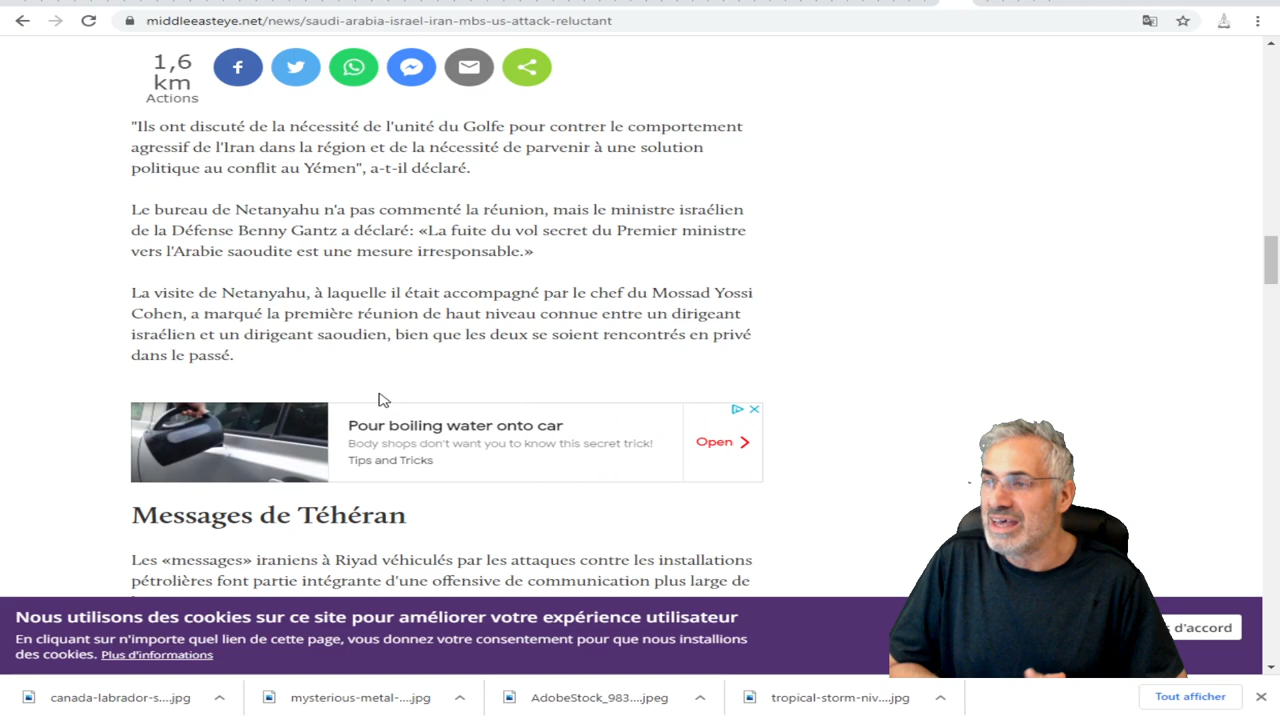 middleeasteye.net/news/saudi-arabia-israel-iran-mbs-us-attack-reluctant
1,6
km
Actions
"Ils ont discuté de la nécessité de l'unité du Golfe pour contrer le comportement
agressif de l'Iran dans la région et de la nécessité de parvenir à une solution
politique au conflit au Yémen", a-t-il déclaré.
Le bureau de Netanyahu n'a pas commenté la réunion, mais le ministre israélien
de la Défense Benny Gantz a déclaré: «La fuite du vol secret du Premier ministre
vers l'Arabie saoudite est une mesure irresponsable.»
La visite de Netanyahu, à laquelle il était accompagné par le chef du Mossad Yossi
Cohen, a marqué la première réunion de haut niveau connue entre un dirigeant
israélien et un dirigeant saoudien, bien que les deux se soient rencontrés en privé
dans le passé.
Pour boiling water onto car
Body shops don't want you to know this secret trick!
Tips and Tricks
Open
Messages de Téhéran
Les «messages» iraniens à Riyad véhiculés par les attaques contre les installations
pétrolières font partie intégrante d'une offensive de communication plus large de
Nous utilisons des cookies sur ce site pour améliorer votre expérience utilisateur
En cliquant sur n'importe quel lien de cette page, vous donnez votre consentement pour que nous installions
des cookies. Plus d'informations
d'accord
canada-labrador-s....jpg
mysterious-metal-....jpg
AdobeStock_983....jpeg
tropical-storm-niv....jpg
Tout afficher